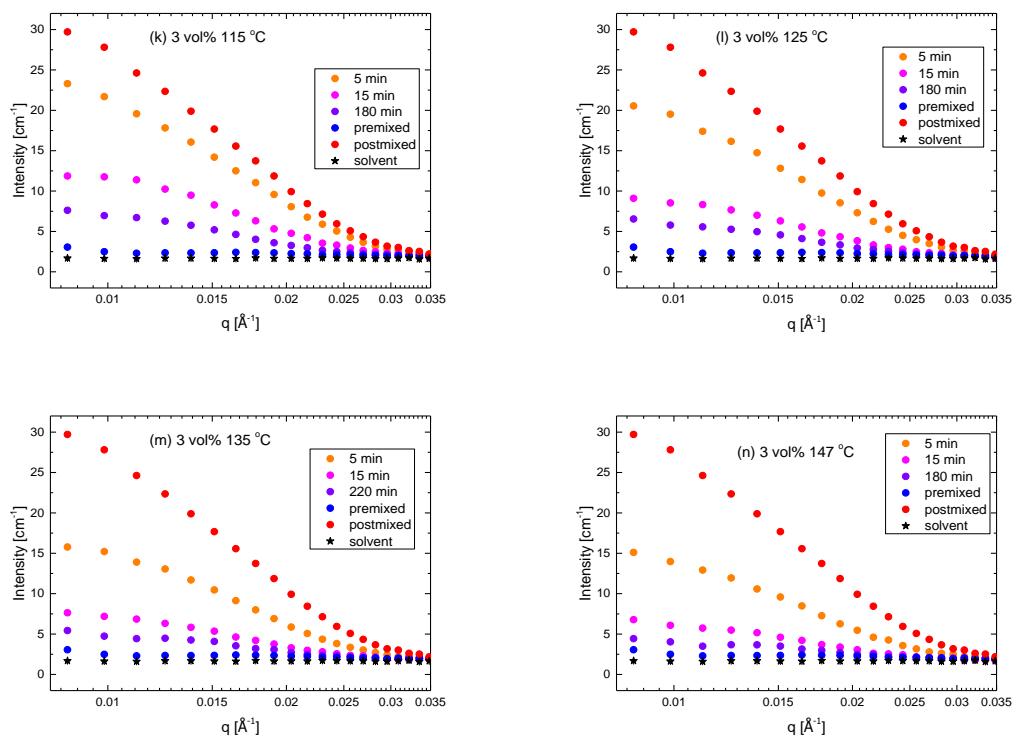 (k) 3 vol% 115 °C
30
25
20
15
10
5
0
Intensity [cm⁻¹]
5 min
15 min
180 min
premixed
postmixed
solvent
0.01 0.015 0.02 0.025 0.03 0.035
q [Å⁻¹]
(l) 3 vol% 125 °C
30
25
20
15
10
5
0
Intensity [cm⁻¹]
5 min
15 min
180 min
premixed
postmixed
solvent
0.01 0.015 0.02 0.025 0.03 0.035
q [Å⁻¹]
(m) 3 vol% 135 °C
30
25
20
15
10
5
0
Intensity [cm⁻¹]
5 min
15 min
220 min
premixed
postmixed
solvent
0.01 0.015 0.02 0.025 0.03 0.035
q [Å⁻¹]
(n) 3 vol% 147 °C
30
25
20
15
10
5
0
Intensity [cm⁻¹]
5 min
15 min
180 min
premixed
postmixed
solvent
0.01 0.015 0.02 0.025 0.03 0.035
q [Å⁻¹]